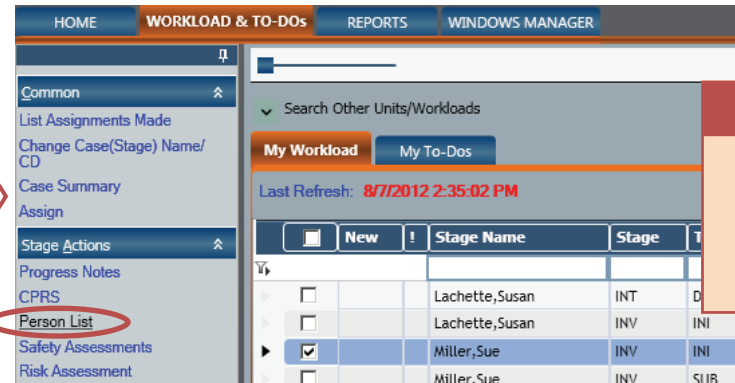 HOME WORKLOAD & TO-DOs REPORTS WINDOWS MANAGER
Common
List Assignments Made
Change Case(Stage) Name/
CD
Case Summary
Assign
Stage Actions
Progress Notes
CPRS
Person List
Safety Assessments
Risk Assessment
Search Other Units/Workloads
My Workload My To-Dos
Last Refresh: 8/7/2012 2:35:02 PM
New ! Stage Name Stage
Lachette,Susan INT
Lachette,Susan INV INI
Miller,Sue INV INI
Miller,Sue INV SUB